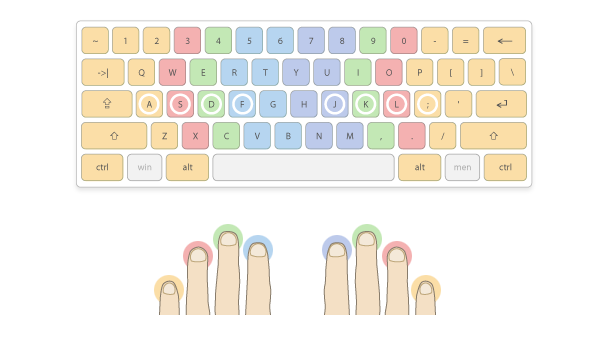 ~ 1 2 3 4 5 6 7 8 9 0 - = ←
->| Q W E R T Y U I O P [ ] \
⇪ A S D F G H J K L ; ' ↵
⇧ Z X C V B N M , . / ⇧
ctrl win alt alt men ctrl